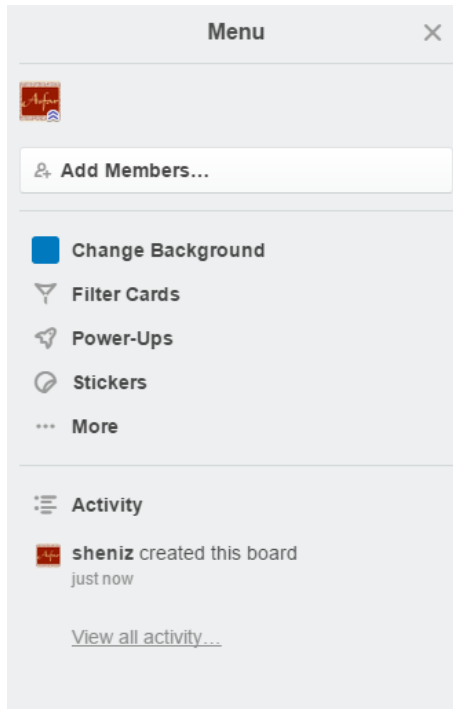 Menu
Add Members...
Change Background
Filter Cards
Power-Ups
Stickers
More
Activity
sheniz created this board
just now
View all activity...